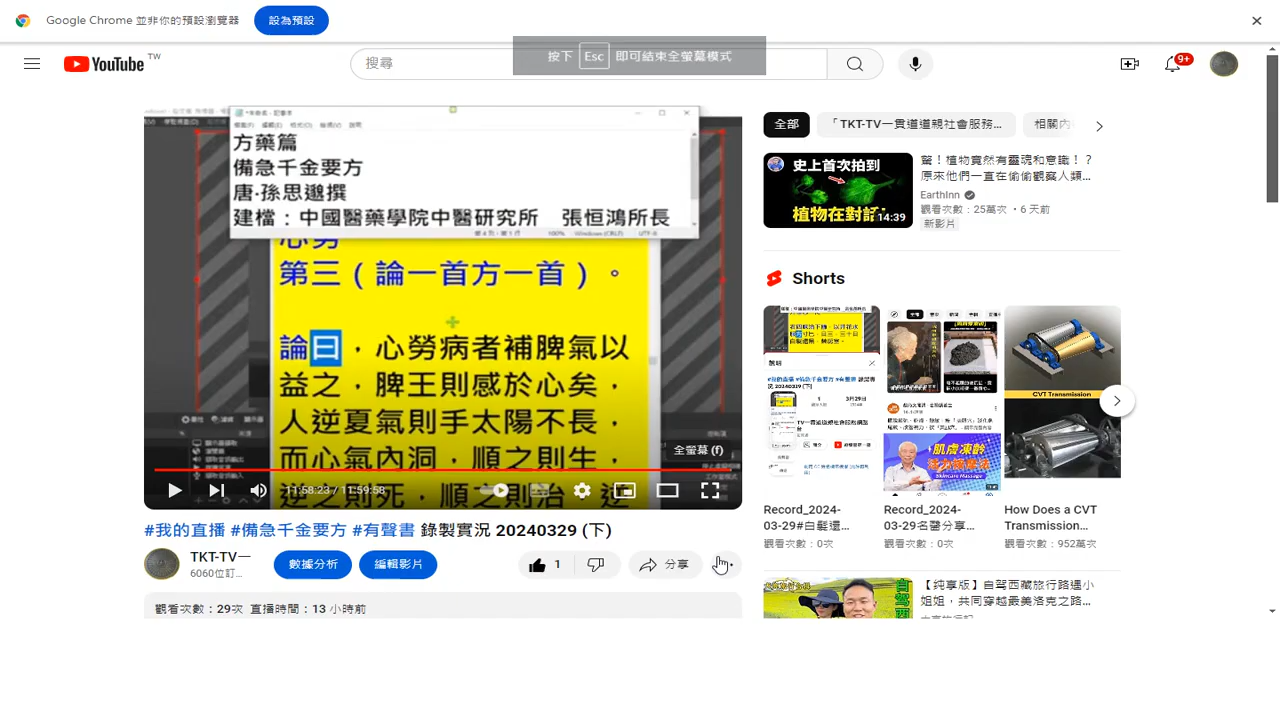 Google Chrome 並非你的預設瀏覽器
設為預設
按下 Esc 即可結束全螢幕模式
YouTube TW
搜尋
9+
方藥篇
備急千金要方
唐‧孫思邈撰
建檔：中國醫藥學院中醫研究所　張恒鴻所長
心勞
第三（論一首方一首）。
論曰，心勞病者補脾氣以
益之，脾王則感於心矣，
人逆夏氣則手太陽不長，
而心氣內洞，順之則生，
逆之則死，順之則治，逆
全螢幕 (f)
11:58:23 / 11:59:58
#我的直播 #備急千金要方 #有聲書 錄製實況 20240329 (下)
TKT-TV一
6060位訂...
數據分析
編輯影片
1
分享
觀看次數：29次 直播時間：13 小時前
全部
「TKT-TV一貫道道親社會服務...
相關內
史上首次拍到
植物在對話
14:39
驚！植物竟然有靈魂和意識！？
原來他們一直在偷偷觀察人類...
EarthInn
觀看次數：25萬次 ・6 天前
新影片
Shorts
CVT Transmission
Record_2024-
03-29#白髮還...
觀看次數：0次
Record_2024-
03-29名醫分享...
觀看次數：0次
How Does a CVT
Transmission...
觀看次數：952萬次
【纯享版】自驾西藏旅行路遇小
姐姐，共同穿越最美洛克之路...